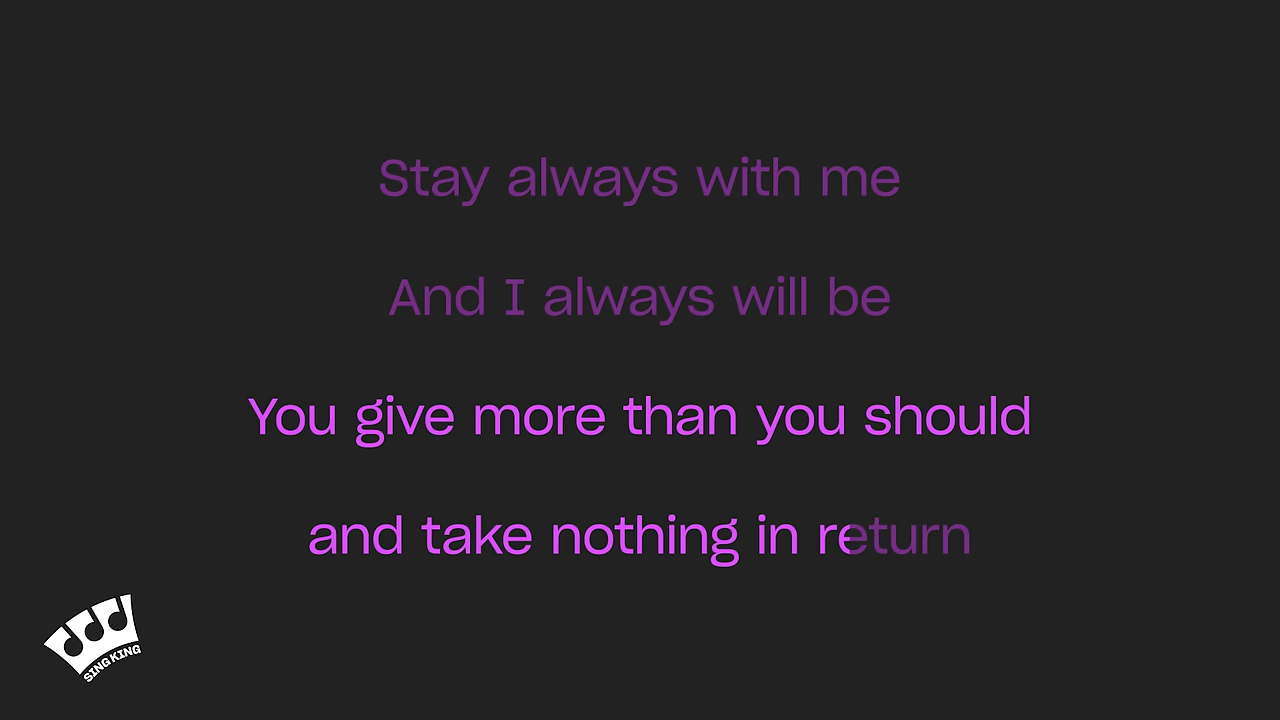 Stay always with me
And I always will be
You give more than you should
and take nothing in return
SING KING